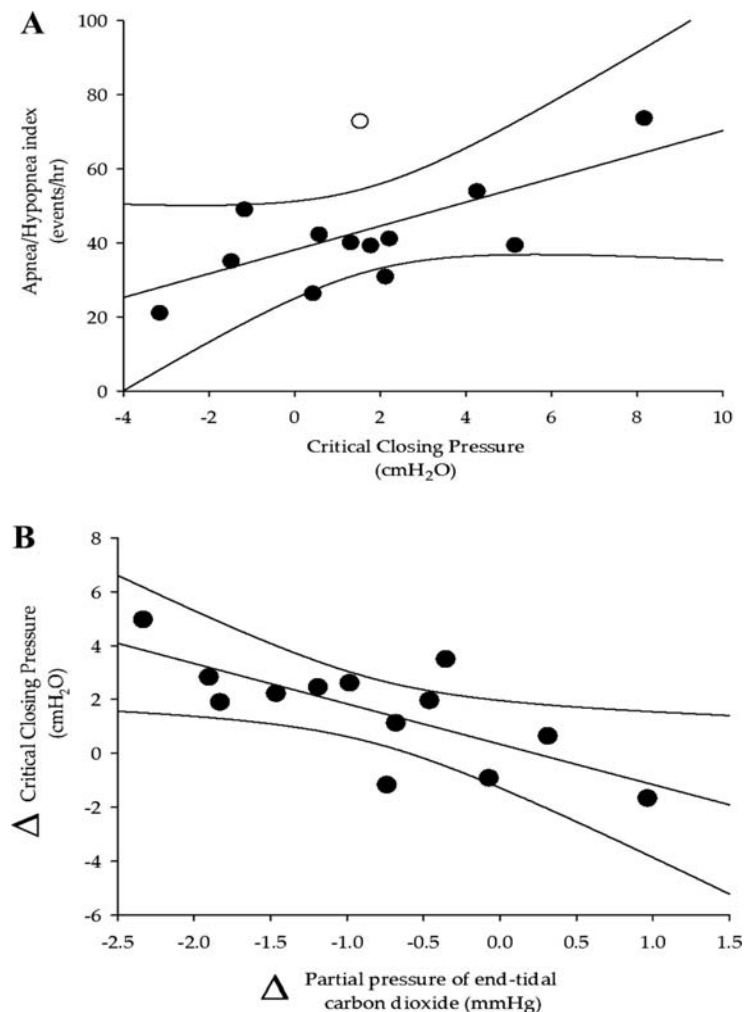 A
100
80
60
40
20
0
Apnea/Hypopnea index
(events/hr)
-4 -2 0 2 4 6 8 10
Critical Closing Pressure
(cmH₂O)
B
8
6
4
2
0
-2
-4
-6
Δ Critical Closing Pressure
(cmH₂O)
-2.5 -2.0 -1.5 -1.0 -0.5 0.0 0.5 1.0 1.5
Δ Partial pressure of end-tidal
carbon dioxide (mmHg)